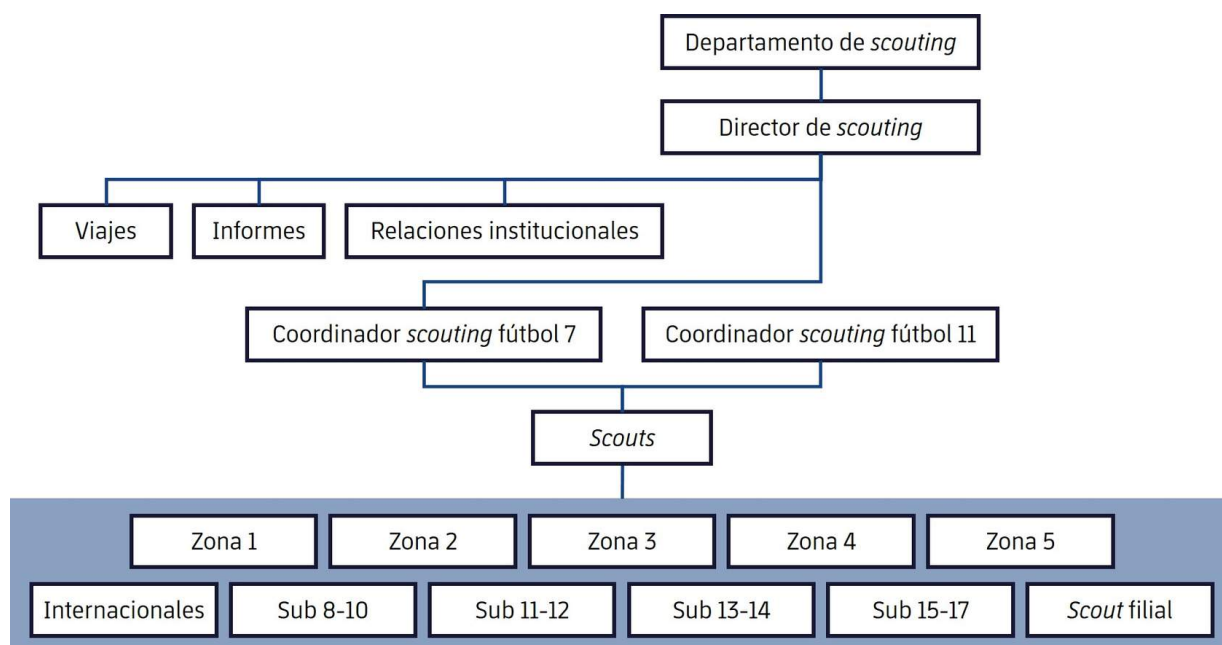 Departamento de scouting
Director de scouting
Viajes
Informes
Relaciones institucionales
Coordinador scouting fútbol 7
Coordinador scouting fútbol 11
Scouts
Zona 1
Zona 2
Zona 3
Zona 4
Zona 5
Internacionales
Sub 8-10
Sub 11-12
Sub 13-14
Sub 15-17
Scout filial